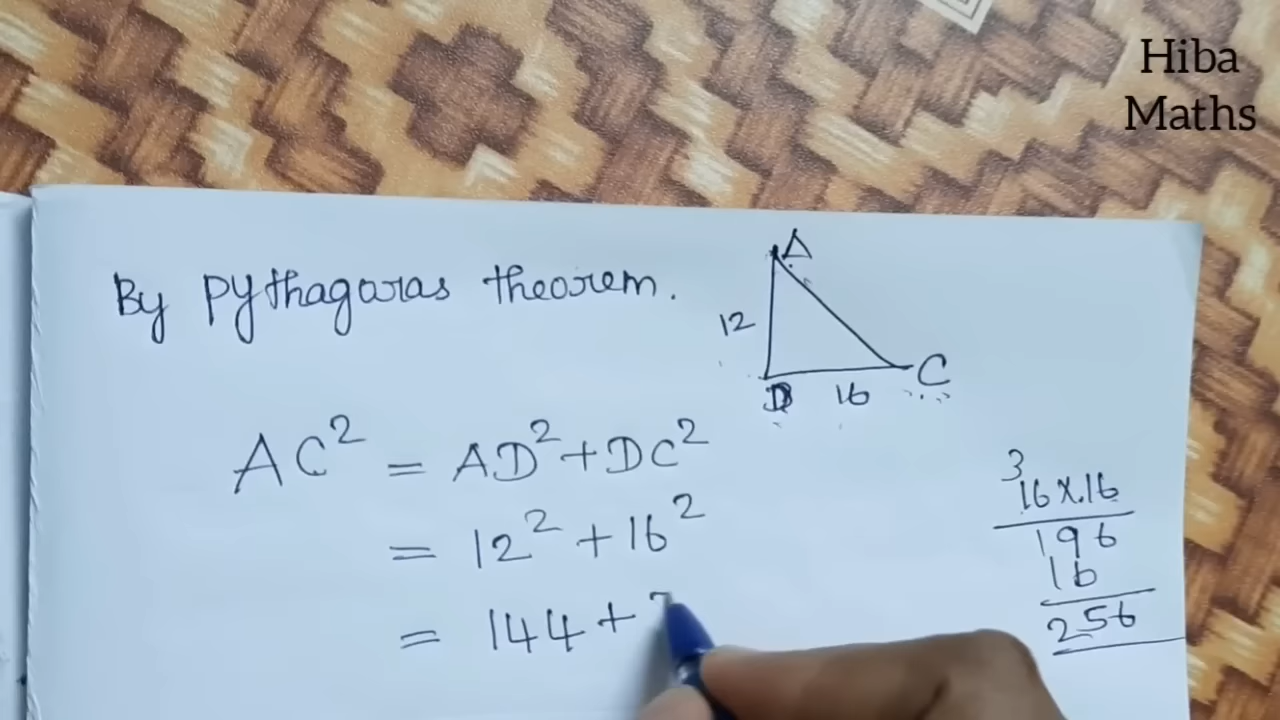 Hiba
Maths
By Pythagoras theorem.
A
12
D 16 C
AC² = AD² + DC²
= 12² + 16²
= 144 +
3
16 x.16
196
16
256